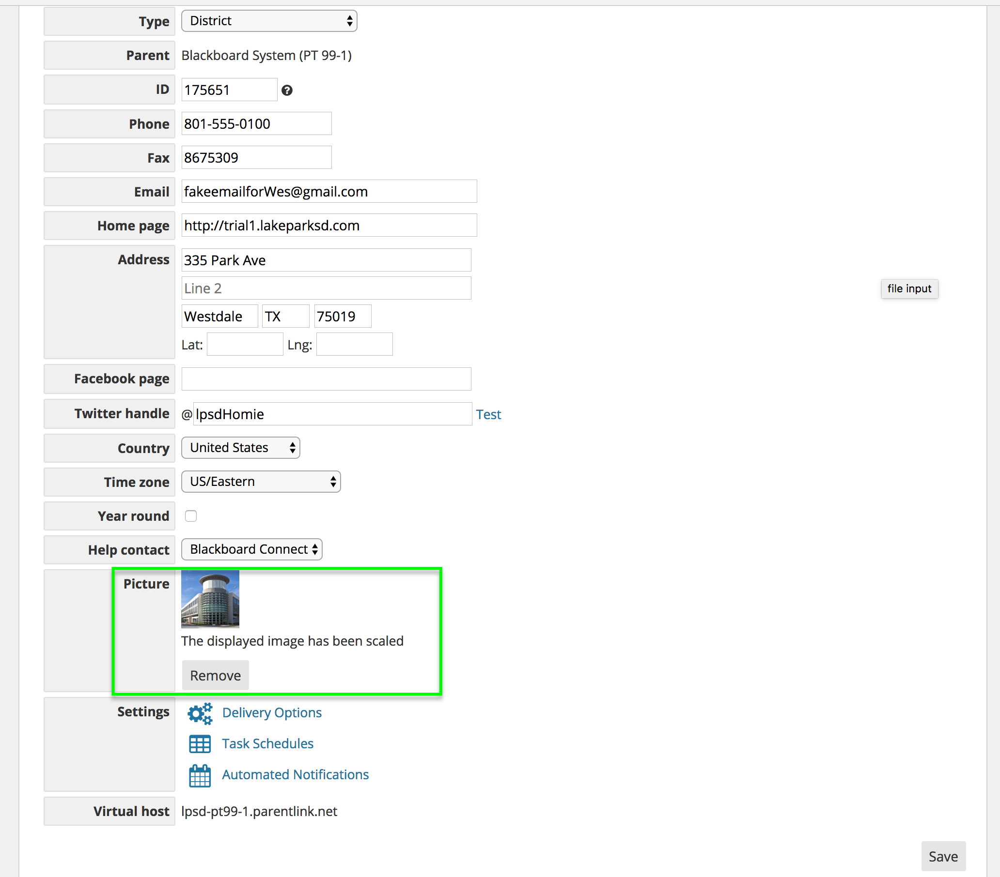 Type District
Parent Blackboard System (PT 99-1)
ID 175651 ?
Phone 801-555-0100
Fax 8675309
Email fakeemailforWes@gmail.com
Home page http://trial1.lakeparksd.com
Address 335 Park Ave
Line 2
file input
Westdale TX 75019
Lat: Lng:
Facebook page
Twitter handle @ lpsdHomie Test
Country United States
Time zone US/Eastern
Year round
Help contact Blackboard Connect
Picture
The displayed image has been scaled
Remove
Settings Delivery Options
Task Schedules
Automated Notifications
Virtual host lpsd-pt99-1.parentlink.net
Save